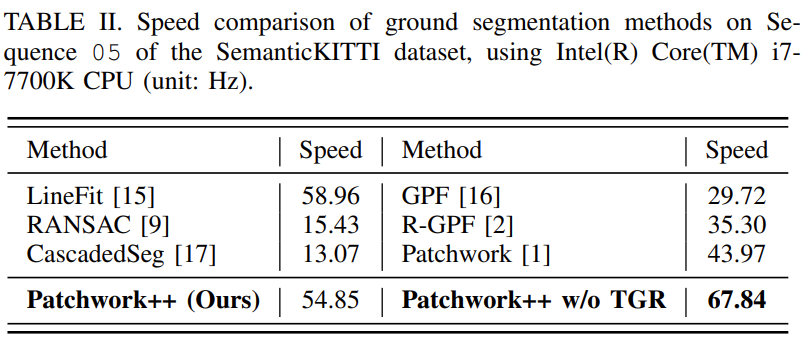 TABLE II. Speed comparison of ground segmentation methods on Se-
quence 05 of the SemanticKITTI dataset, using Intel(R) Core(TM) i7-
7700K CPU (unit: Hz).
Method Speed Method Speed
LineFit [15] 58.96 GPF [16] 29.72
RANSAC [9] 15.43 R-GPF [2] 35.30
CascadedSeg [17] 13.07 Patchwork [1] 43.97
Patchwork++ (Ours) 54.85 Patchwork++ w/o TGR 67.84